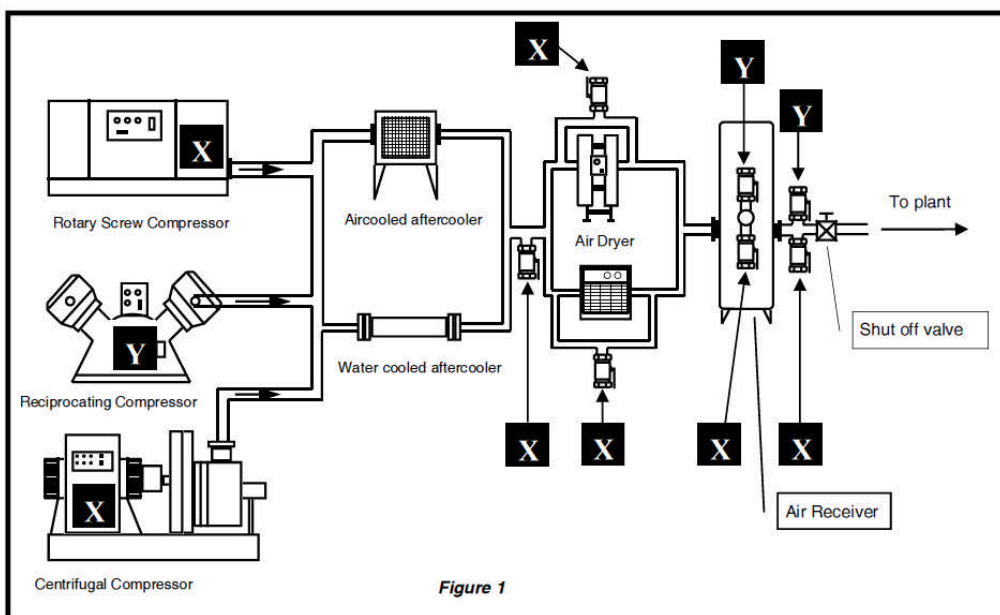 X
Y
Y
X
Rotary Screw Compressor
Aircooled aftercooler
Air Dryer
To plant
Shut off valve
Y
Reciprocating Compressor
Water cooled aftercooler
X
X
X
X
X
Air Receiver
Centrifugal Compressor
Figure 1